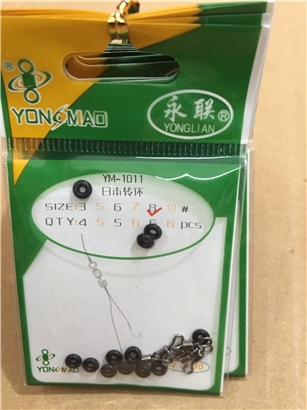 YONGMAO
永联®
YONGLIAN
YM-1011
日本转环
SIZE:3 5 6 7 8 10 #
QTY:4 5 5 6 6 6 pcs